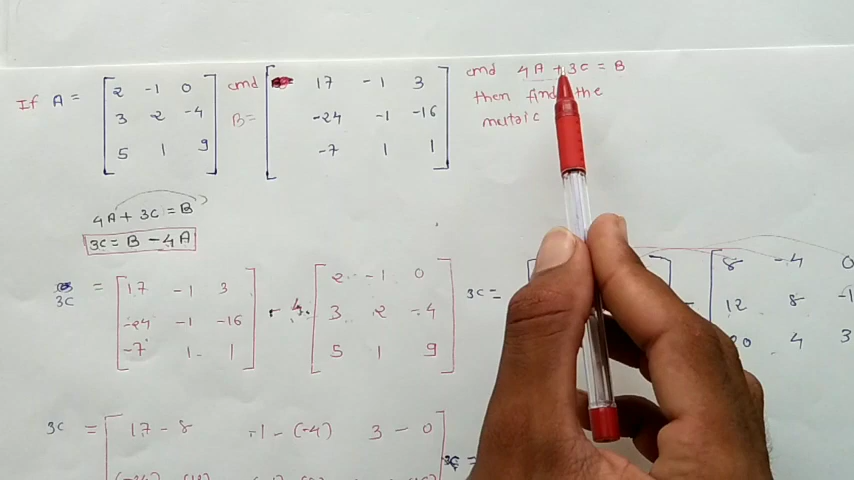 If A = [ 2 -1 0 and B = [ 17 -1 3 ] and 4A + 3C = B
3 2 -4 -24 -1 -16 then find the
5 1 9 ] -7 1 1 matric
4A + 3C = B
3C = B - 4A
3C = [ 17 -1 3 ] - 4. [ 2 -1 0 ] 3C = [ ] - [ 8 -4 0
-24 -1 -16 3 2 -4 12 8
-7 1 1 5 1 9 4 3
3C = [ 17 - 8 -1 - (-4) 3 - 0 ]